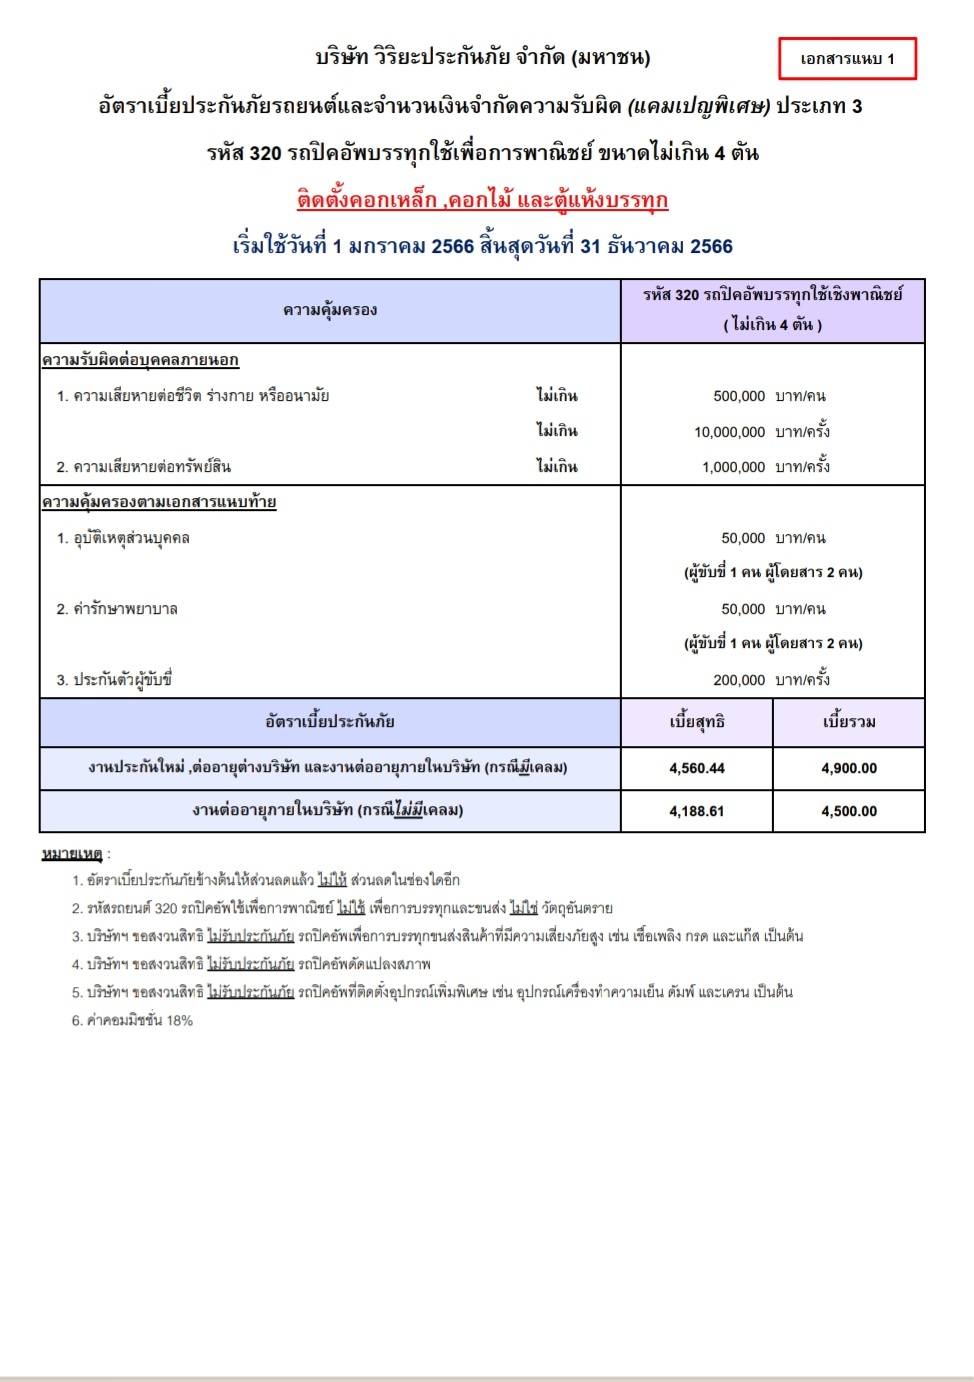 บริษัท วิริยะประกันภัย จำกัด (มหาชน)
เอกสารแนบ 1
อัตราเบี้ยประกันภัยรถยนต์และจำนวนเงินจำกัดความรับผิด (แคมเปญพิเศษ) ประเภท 3
รหัส 320 รถปิคอัพบรรทุกใช้เพื่อการพาณิชย์ ขนาดไม่เกิน 4 ตัน
ติดตั้งคอกเหล็ก ,คอกไม้ และตู้แห้งบรรทุก
เริ่มใช้วันที่ 1 มกราคม 2566 สิ้นสุดวันที่ 31 ธันวาคม 2566
ความคุ้มครอง
รหัส 320 รถปิคอัพบรรทุกใช้เชิงพาณิชย์
( ไม่เกิน 4 ตัน )
ความรับผิดต่อบุคคลภายนอก
1. ความเสียหายต่อชีวิต ร่างกาย หรืออนามัย ไม่เกิน 500,000 บาท/คน
ไม่เกิน 10,000,000 บาท/ครั้ง
2. ความเสียหายต่อทรัพย์สิน ไม่เกิน 1,000,000 บาท/ครั้ง
ความคุ้มครองตามเอกสารแนบท้าย
1. อุบัติเหตุส่วนบุคคล 50,000 บาท/คน
(ผู้ขับขี่ 1 คน ผู้โดยสาร 2 คน)
2. ค่ารักษาพยาบาล 50,000 บาท/คน
(ผู้ขับขี่ 1 คน ผู้โดยสาร 2 คน)
3. ประกันตัวผู้ขับขี่ 200,000 บาท/ครั้ง
อัตราเบี้ยประกันภัย เบี้ยสุทธิ เบี้ยรวม
งานประกันใหม่ ,ต่ออายุต่างบริษัท และงานต่ออายุภายในบริษัท (กรณีมีเคลม) 4,560.44 4,900.00
งานต่ออายุภายในบริษัท (กรณีไม่มีเคลม) 4,188.61 4,500.00
หมายเหตุ :
1. อัตราเบี้ยประกันภัยข้างต้นให้ส่วนลดแล้ว ไม่ให้ ส่วนลดในช่องใดอีก
2. รหัสรถยนต์ 320 รถปิคอัพใช้เพื่อการพาณิชย์ ไม่ใช้ เพื่อการบรรทุกและขนส่ง ไม่ใช่ วัตถุอันตราย
3. บริษัทฯ ขอสงวนสิทธิ ไม่รับประกันภัย รถปิคอัพเพื่อการบรรทุกขนส่งสินค้าที่มีความเสี่ยงภัยสูง เช่น เชื้อเพลิง กรด และแก๊ส เป็นต้น
4. บริษัทฯ ขอสงวนสิทธิ ไม่รับประกันภัย รถปิคอัพดัดแปลงสภาพ
5. บริษัทฯ ขอสงวนสิทธิ ไม่รับประกันภัย รถปิคอัพที่ติดตั้งอุปกรณ์เพิ่มพิเศษ เช่น อุปกรณ์เครื่องทำความเย็น ดัมพ์ และเครน เป็นต้น
6. ค่าคอมมิชชั่น 18%